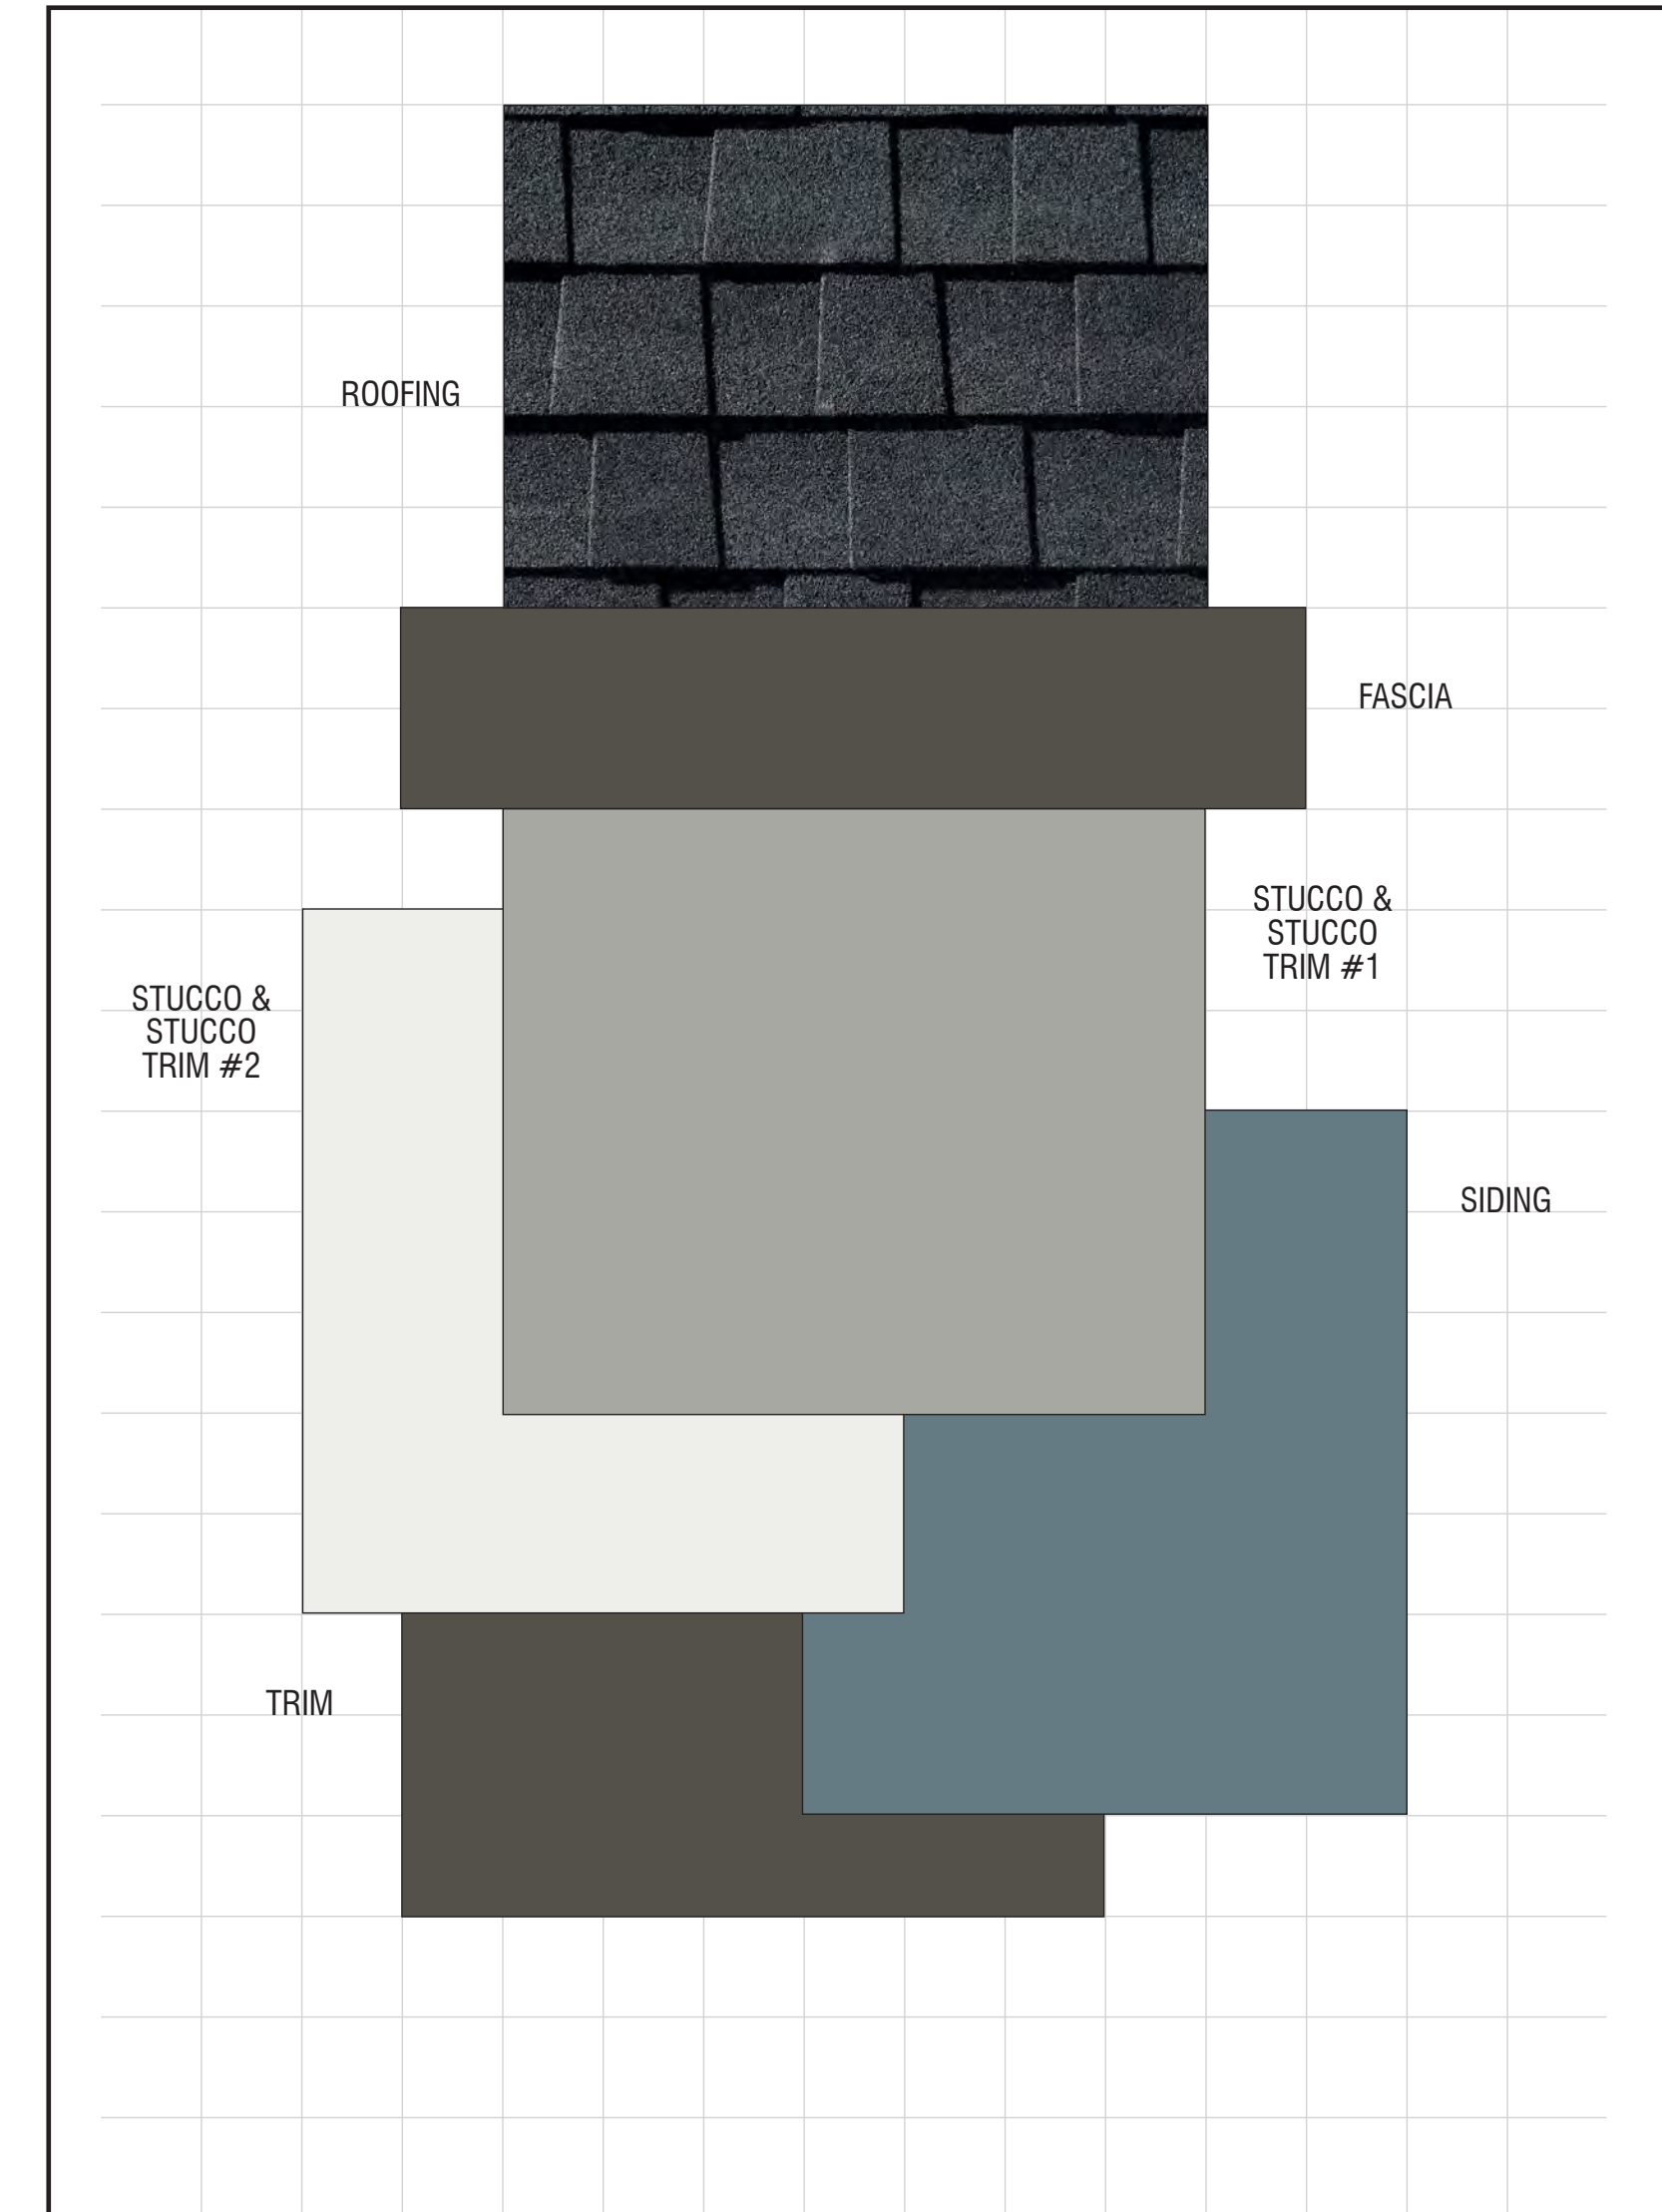 ROOFING
FASCIA
STUCCO &
STUCCO
TRIM #1
STUCCO &
STUCCO
TRIM #2
SIDING
TRIM